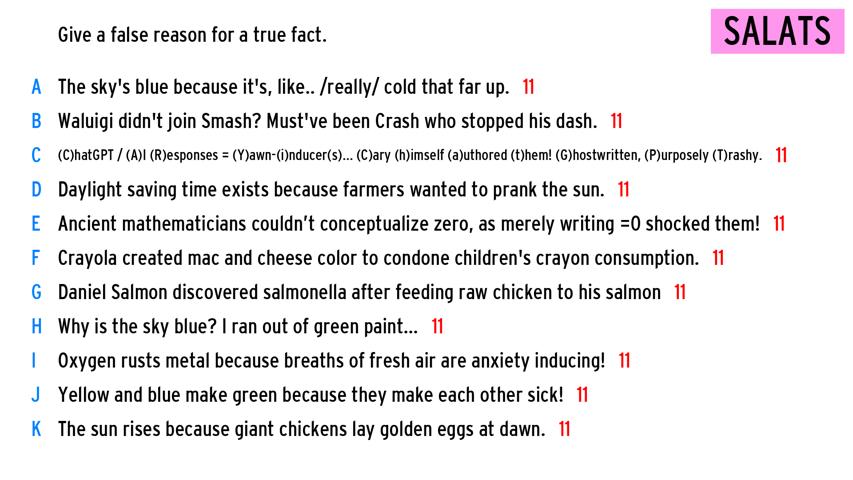 Give a false reason for a true fact.
SALATS
A The sky's blue because it's, like.. /really/ cold that far up. 11
B Waluigi didn't join Smash? Must've been Crash who stopped his dash. 11
C (C)hatGPT / (A)I (R)esponses = (Y)awn-(i)nducer(s)... (C)ary (h)imself (a)uthored (t)hem! (G)hostwritten, (P)urposely (T)rashy. 11
D Daylight saving time exists because farmers wanted to prank the sun. 11
E Ancient mathematicians couldn’t conceptualize zero, as merely writing =0 shocked them! 11
F Crayola created mac and cheese color to condone children's crayon consumption. 11
G Daniel Salmon discovered salmonella after feeding raw chicken to his salmon 11
H Why is the sky blue? I ran out of green paint... 11
I Oxygen rusts metal because breaths of fresh air are anxiety inducing! 11
J Yellow and blue make green because they make each other sick! 11
K The sun rises because giant chickens lay golden eggs at dawn. 11